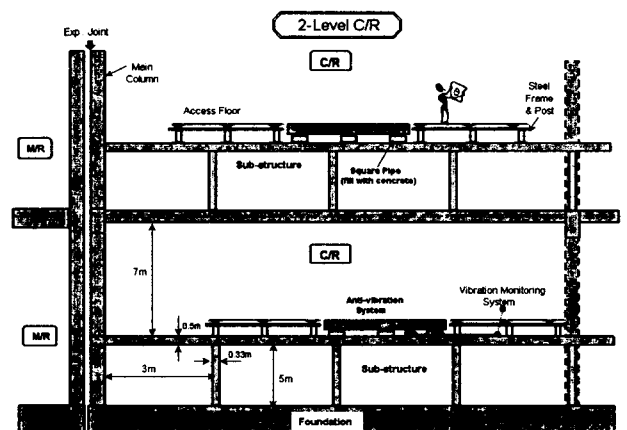 2-Level C/R
Exp. Joint
Main
Column
C/R
Access Floor
Steel
Frame
& Post
M/R
Sub-structure
Square Pipe
(fill with concrete)
C/R
7m
Anti-vibration
System
Vibration Monitoring
System
0.5m
M/R
0.33m
3m
5m
Sub-structure
Foundation